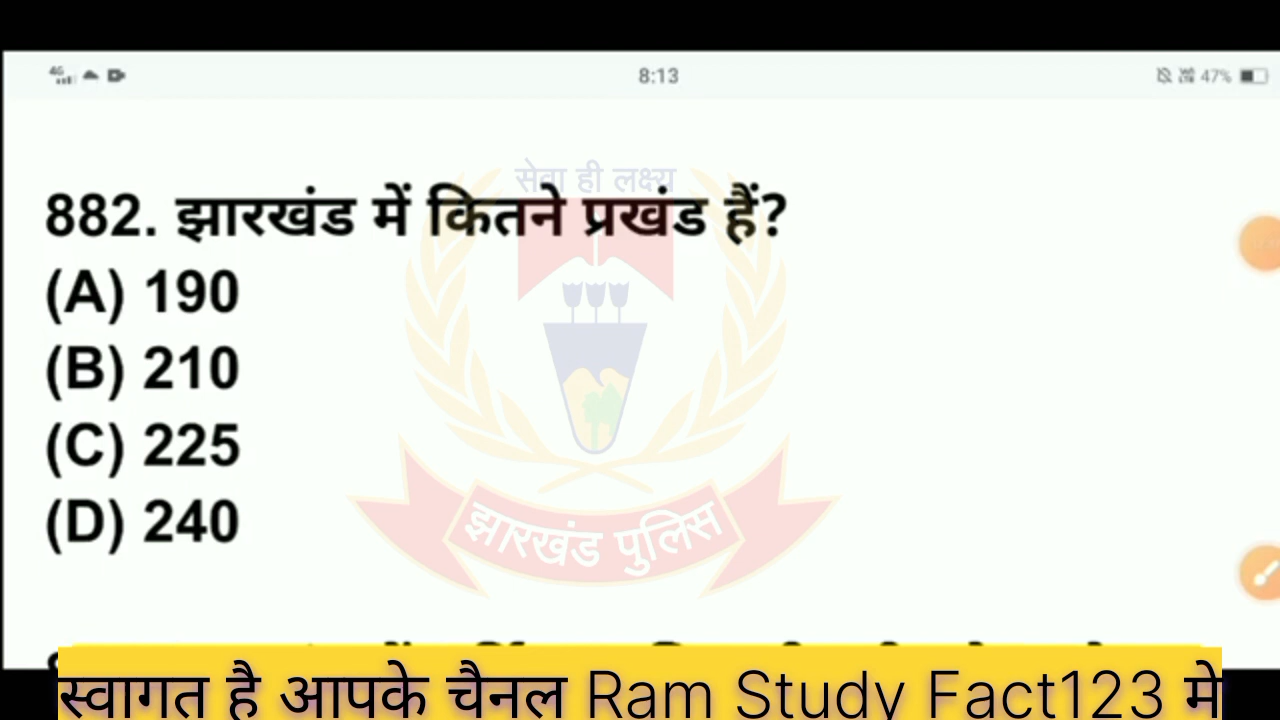 4G 8:13 47%
सेवा ही लक्ष्य
882. झारखंड में कितने प्रखंड हैं?
(A) 190
(B) 210
(C) 225
(D) 240
झारखंड पुलिस
स्वागत है आपके चैनल Ram Study Fact123 मे